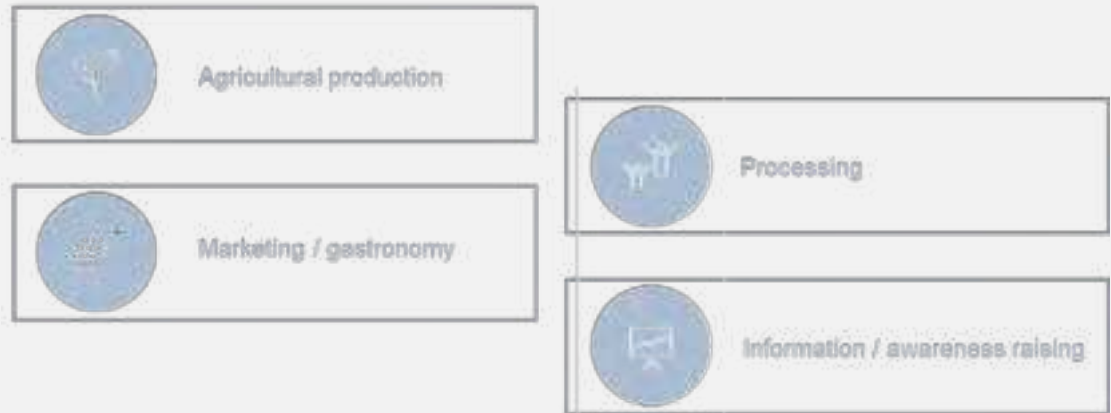 Agricultural production
Processing
Marketing / gastronomy
Information / awareness raising